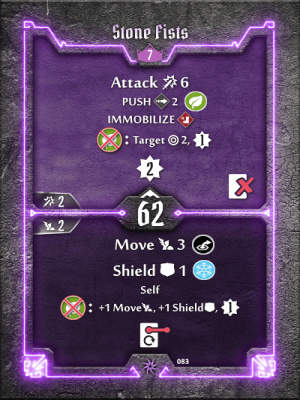 Stone Fists
7
Attack 6
PUSH 2
IMMOBILIZE
: Target 2, 1
2
2
62
2
Move 3
Shield 1
Self
: +1 Move, +1 Shield, 1
083